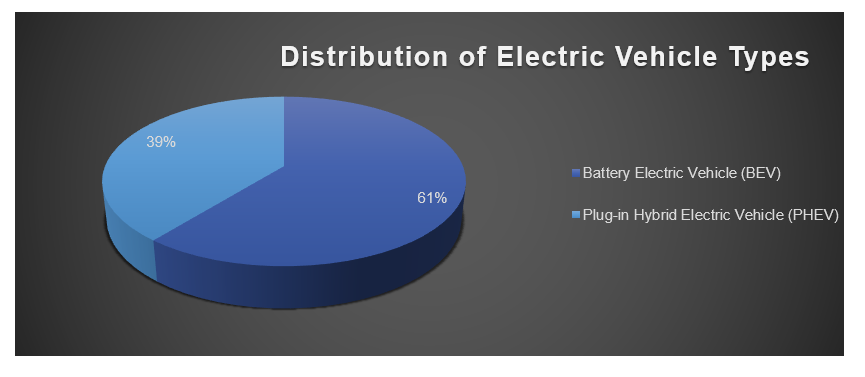 Distribution of Electric Vehicle Types
39%
61%
Battery Electric Vehicle (BEV)
Plug-in Hybrid Electric Vehicle (PHEV)